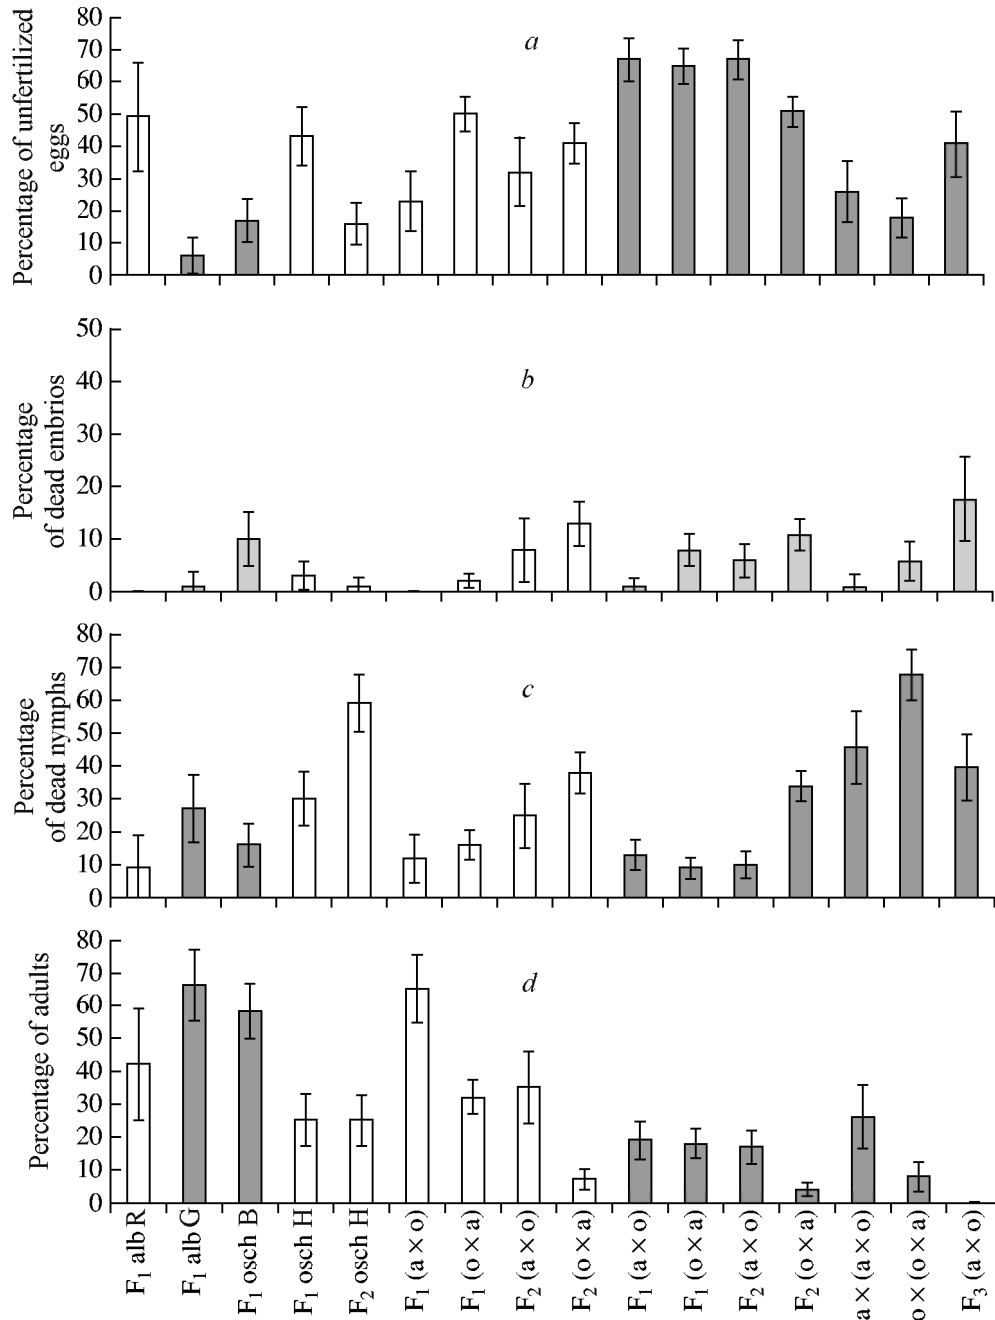 80
70
60
50
40
30
20
10
0
Percentage of unfertilized
eggs
a
50
40
30
20
10
0
Percentage
of dead embrios
b
80
70
60
50
40
30
20
10
0
Percentage
of dead nymphs
c
80
70
60
50
40
30
20
10
0
Percentage of adults
d
F₁ alb R
F₁ alb G
F₁ osch B
F₁ osch H
F₂ osch H
F₁ (a × o)
F₁ (o × a)
F₂ (a × o)
F₂ (o × a)
F₁ (a × o)
F₁ (o × a)
F₂ (a × o)
F₂ (o × a)
a × (a × o)
o × (o × a)
F₃ (a × o)